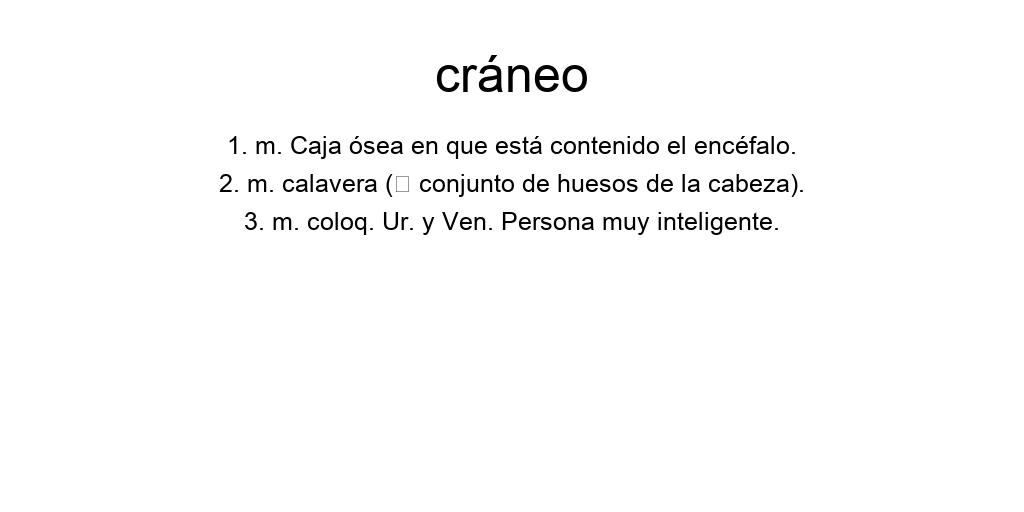 cráneo
1. m. Caja ósea en que está contenido el encéfalo.
2. m. calavera (□ conjunto de huesos de la cabeza).
3. m. coloq. Ur. y Ven. Persona muy inteligente.